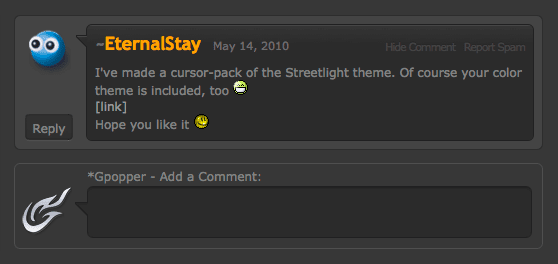 ~EternalStay May 14, 2010 Hide Comment Report Spam
I've made a cursor-pack of the Streetlight theme. Of course your color
theme is included, too
[link]
Hope you like it
Reply
*Gpopper - Add a Comment: